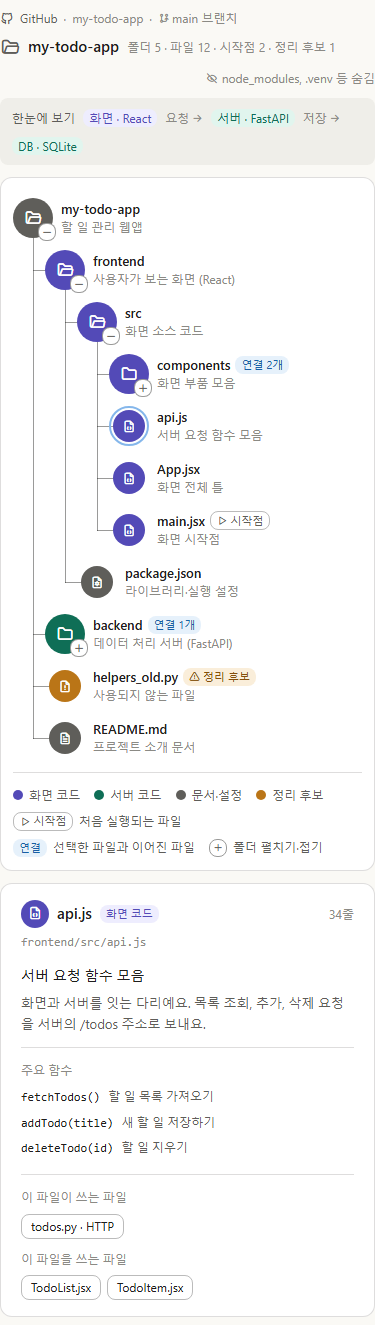 GitHub · my-todo-app · main 브랜치
my-todo-app 폴더 5 · 파일 12 · 시작점 2 · 정리 후보 1
node_modules, .venv 등 숨김
한눈에 보기 화면 · React 요청 → 서버 · FastAPI 저장 →
DB · SQLite
my-todo-app
할 일 관리 웹앱
frontend
사용자가 보는 화면 (React)
src
화면 소스 코드
components 연결 2개
화면 부품 모음
api.js
서버 요청 함수 모음
App.jsx
화면 전체 틀
main.jsx ▷ 시작점
화면 시작점
package.json
라이브러리·실행 설정
backend 연결 1개
데이터 처리 서버 (FastAPI)
helpers_old.py ⚠ 정리 후보
사용되지 않는 파일
README.md
프로젝트 소개 문서
화면 코드 서버 코드 문서·설정 정리 후보
▷ 시작점 처음 실행되는 파일
연결 선택한 파일과 이어진 파일 + 폴더 펼치기·접기
api.js 화면 코드 34줄
frontend/src/api.js
서버 요청 함수 모음
화면과 서버를 잇는 다리예요. 목록 조회, 추가, 삭제 요청
을 서버의 /todos 주소로 보내요.
주요 함수
fetchTodos() 할 일 목록 가져오기
addTodo(title) 새 할 일 저장하기
deleteTodo(id) 할 일 지우기
이 파일이 쓰는 파일
todos.py · HTTP
이 파일을 쓰는 파일
TodoList.jsx TodoItem.jsx